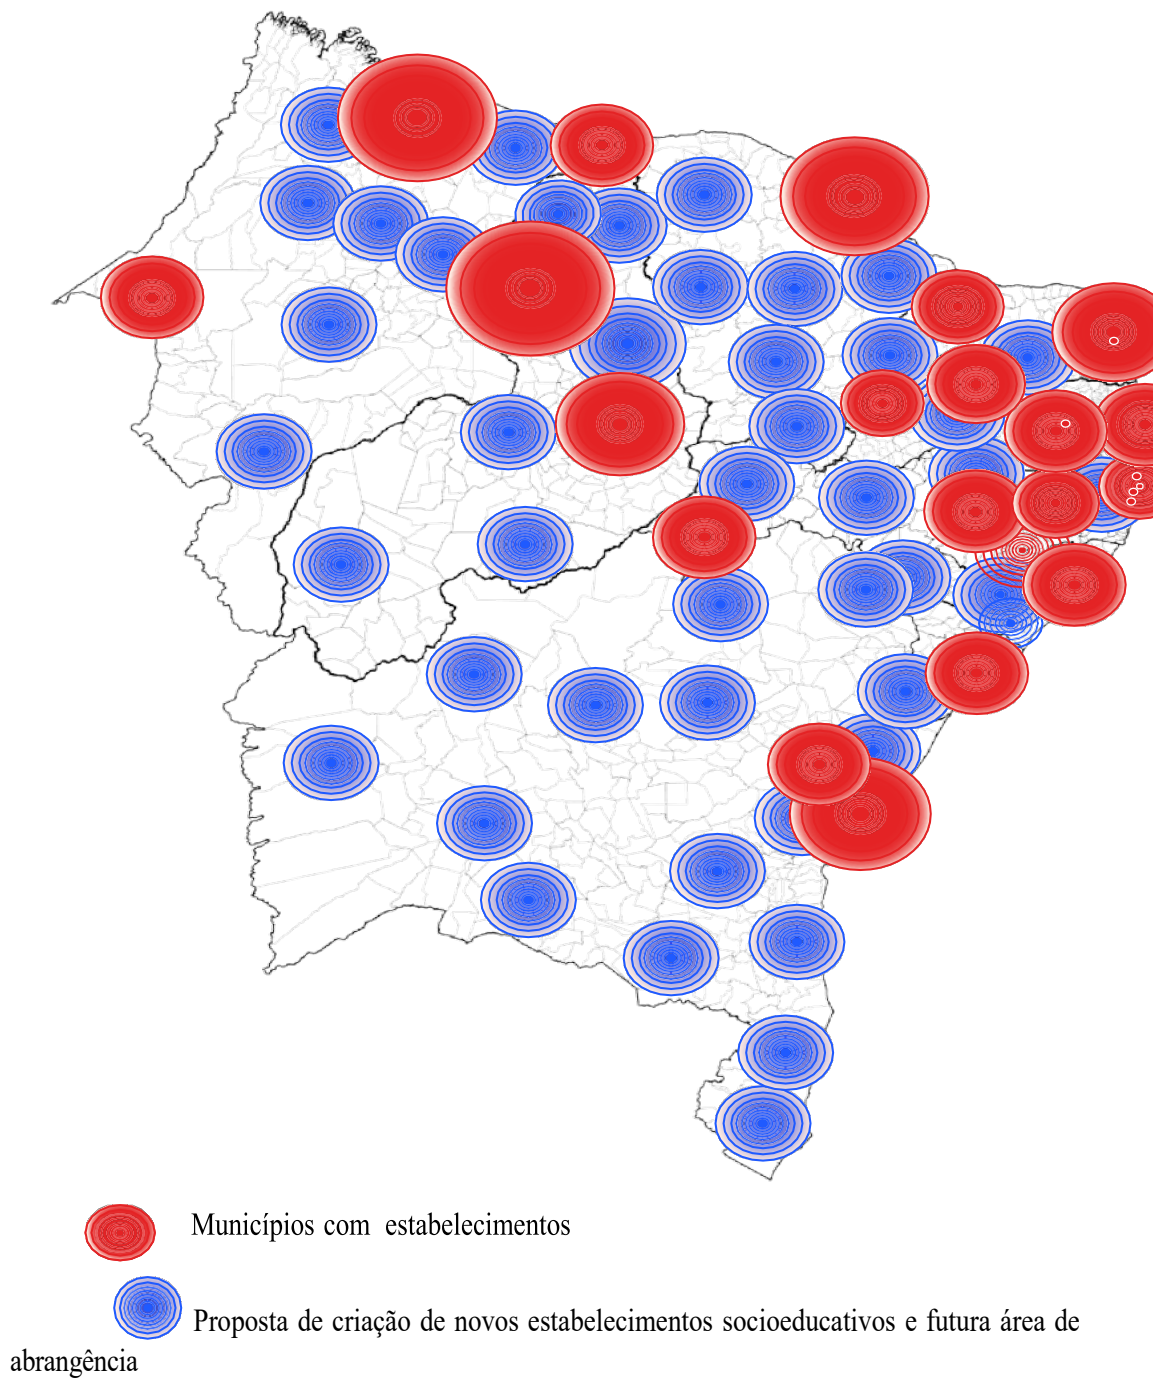 Municípios com estabelecimentos
Proposta de criação de novos estabelecimentos socioeducativos e futura área de
abrangência